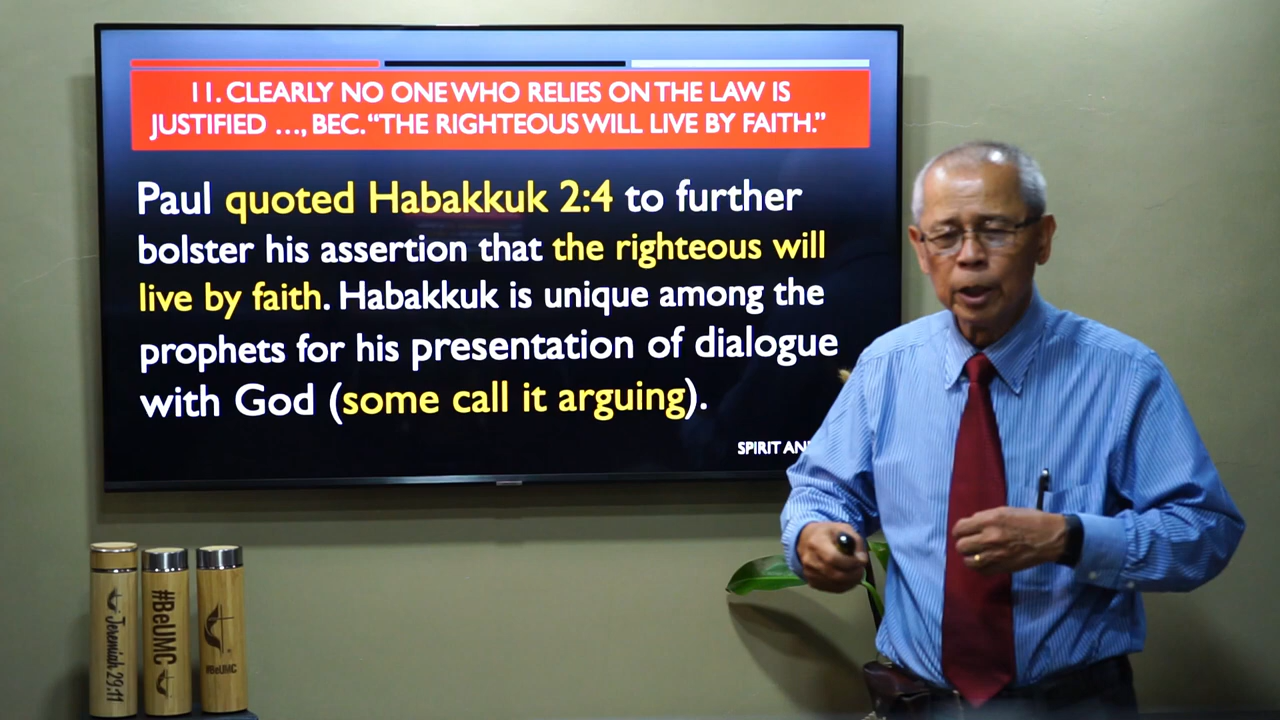 11. CLEARLY NO ONE WHO RELIES ON THE LAW IS
JUSTIFIED ..., BEC. “THE RIGHTEOUS WILL LIVE BY FAITH.”
Paul quoted Habakkuk 2:4 to further
bolster his assertion that the righteous will
live by faith. Habakkuk is unique among the
prophets for his presentation of dialogue
with God (some call it arguing).
SPIRIT AN
Jeremiah 29:11
#BeUMC
#BeUMC